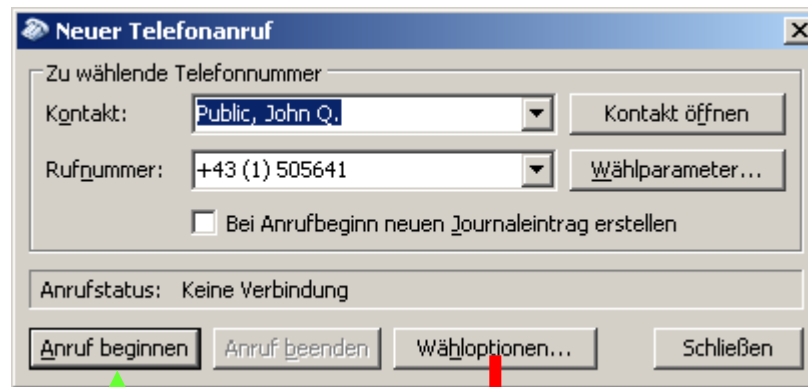 Neuer Telefonanruf
Zu wählende Telefonnummer
Kontakt: Public, John Q. Kontakt öffnen
Rufnummer: +43 (1) 505641 Wählparameter...
Bei Anrufbeginn neuen Journaleintrag erstellen
Anrufstatus: Keine Verbindung
Anruf beginnen Anruf beenden Wähloptionen... Schließen